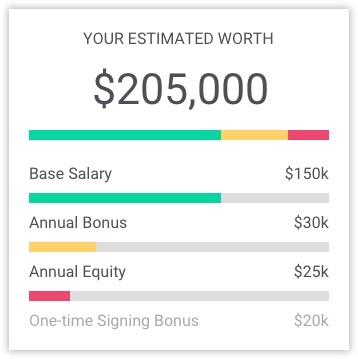 YOUR ESTIMATED WORTH
$205,000
Base Salary $150k
Annual Bonus $30k
Annual Equity $25k
One-time Signing Bonus $20k